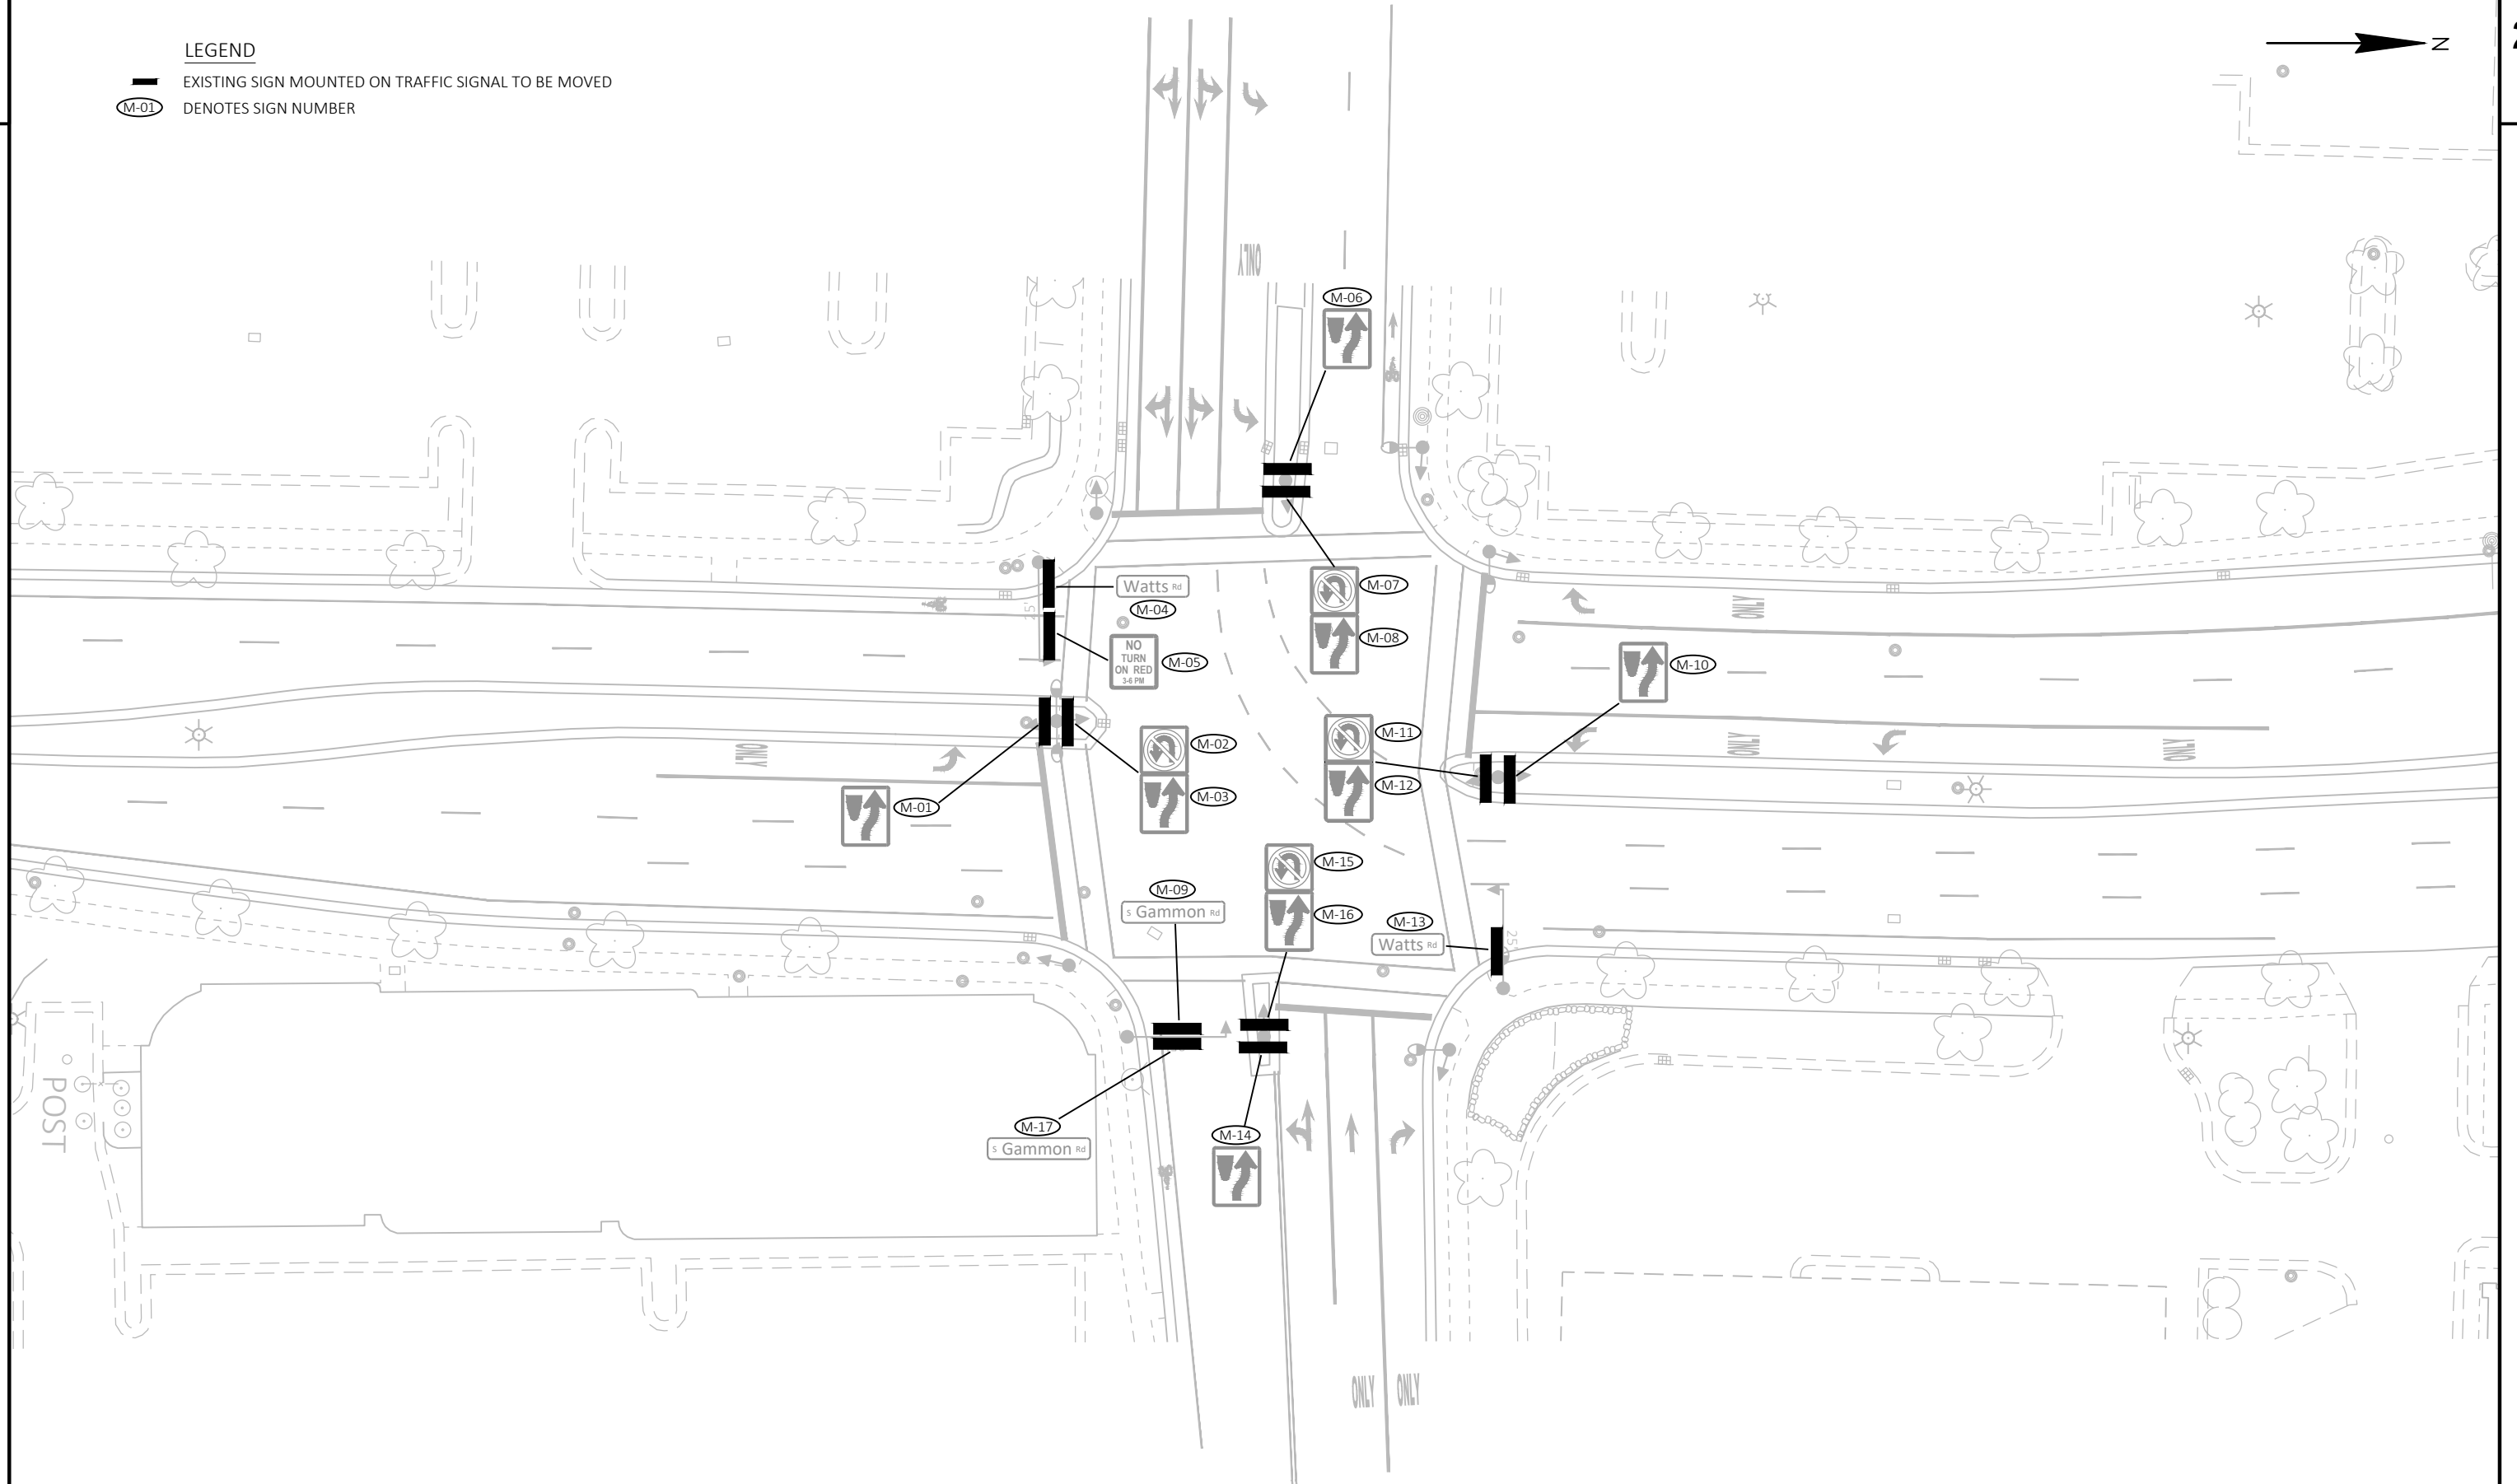 LEGEND
EXISTING SIGN MOUNTED ON TRAFFIC SIGNAL TO BE MOVED
M-01 DENOTES SIGN NUMBER
N
ONLY
M-06
Watts Rd
M-04
M-07
M-08
NO
TURN
ON RED
3-6 PM
M-05
ONLY
M-10
25'
M-02
M-03
M-11
M-12
ONLY
ONLY
ONLY
M-01
M-15
M-16
M-09
S Gammon Rd
M-13
Watts Rd
25'
POST
M-17
S Gammon Rd
M-14
ONLY ONLY